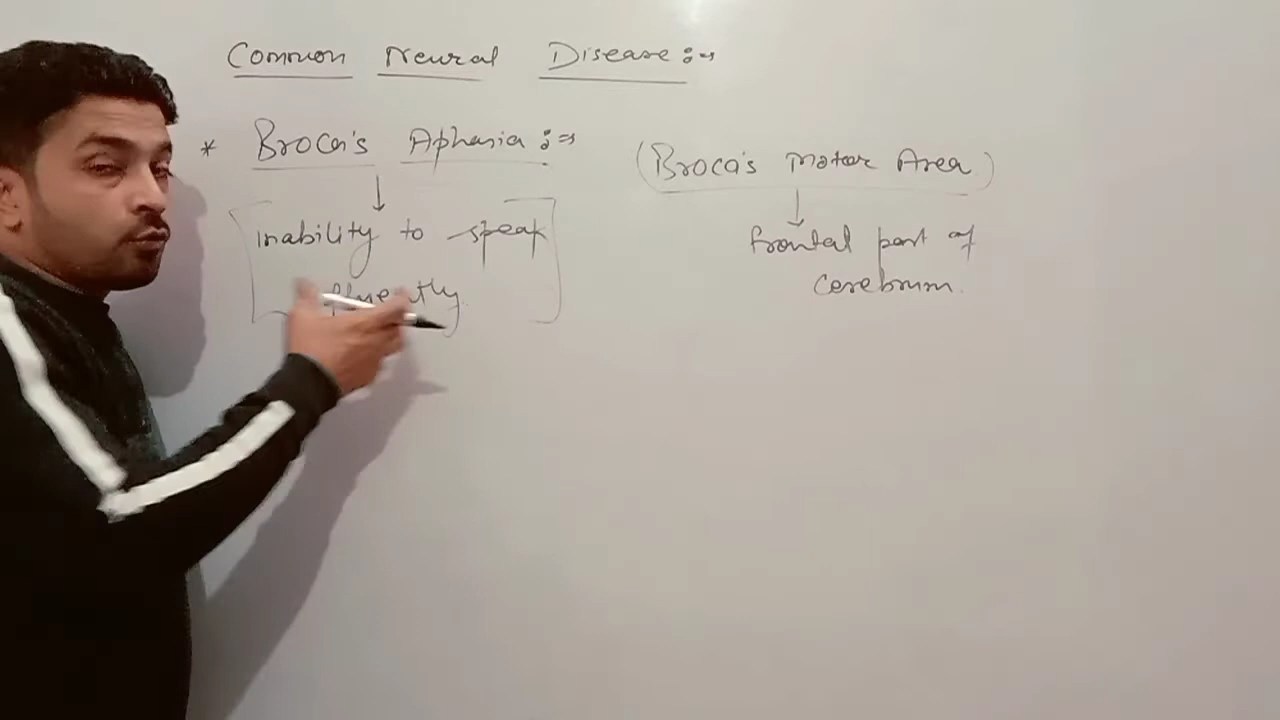 Common Neural Disease :→
* Broca's Aphasia :⇒
(Broca's Motor Area)
↓
↓
inability to speak
fluently.
frontal part of
cerebrum.